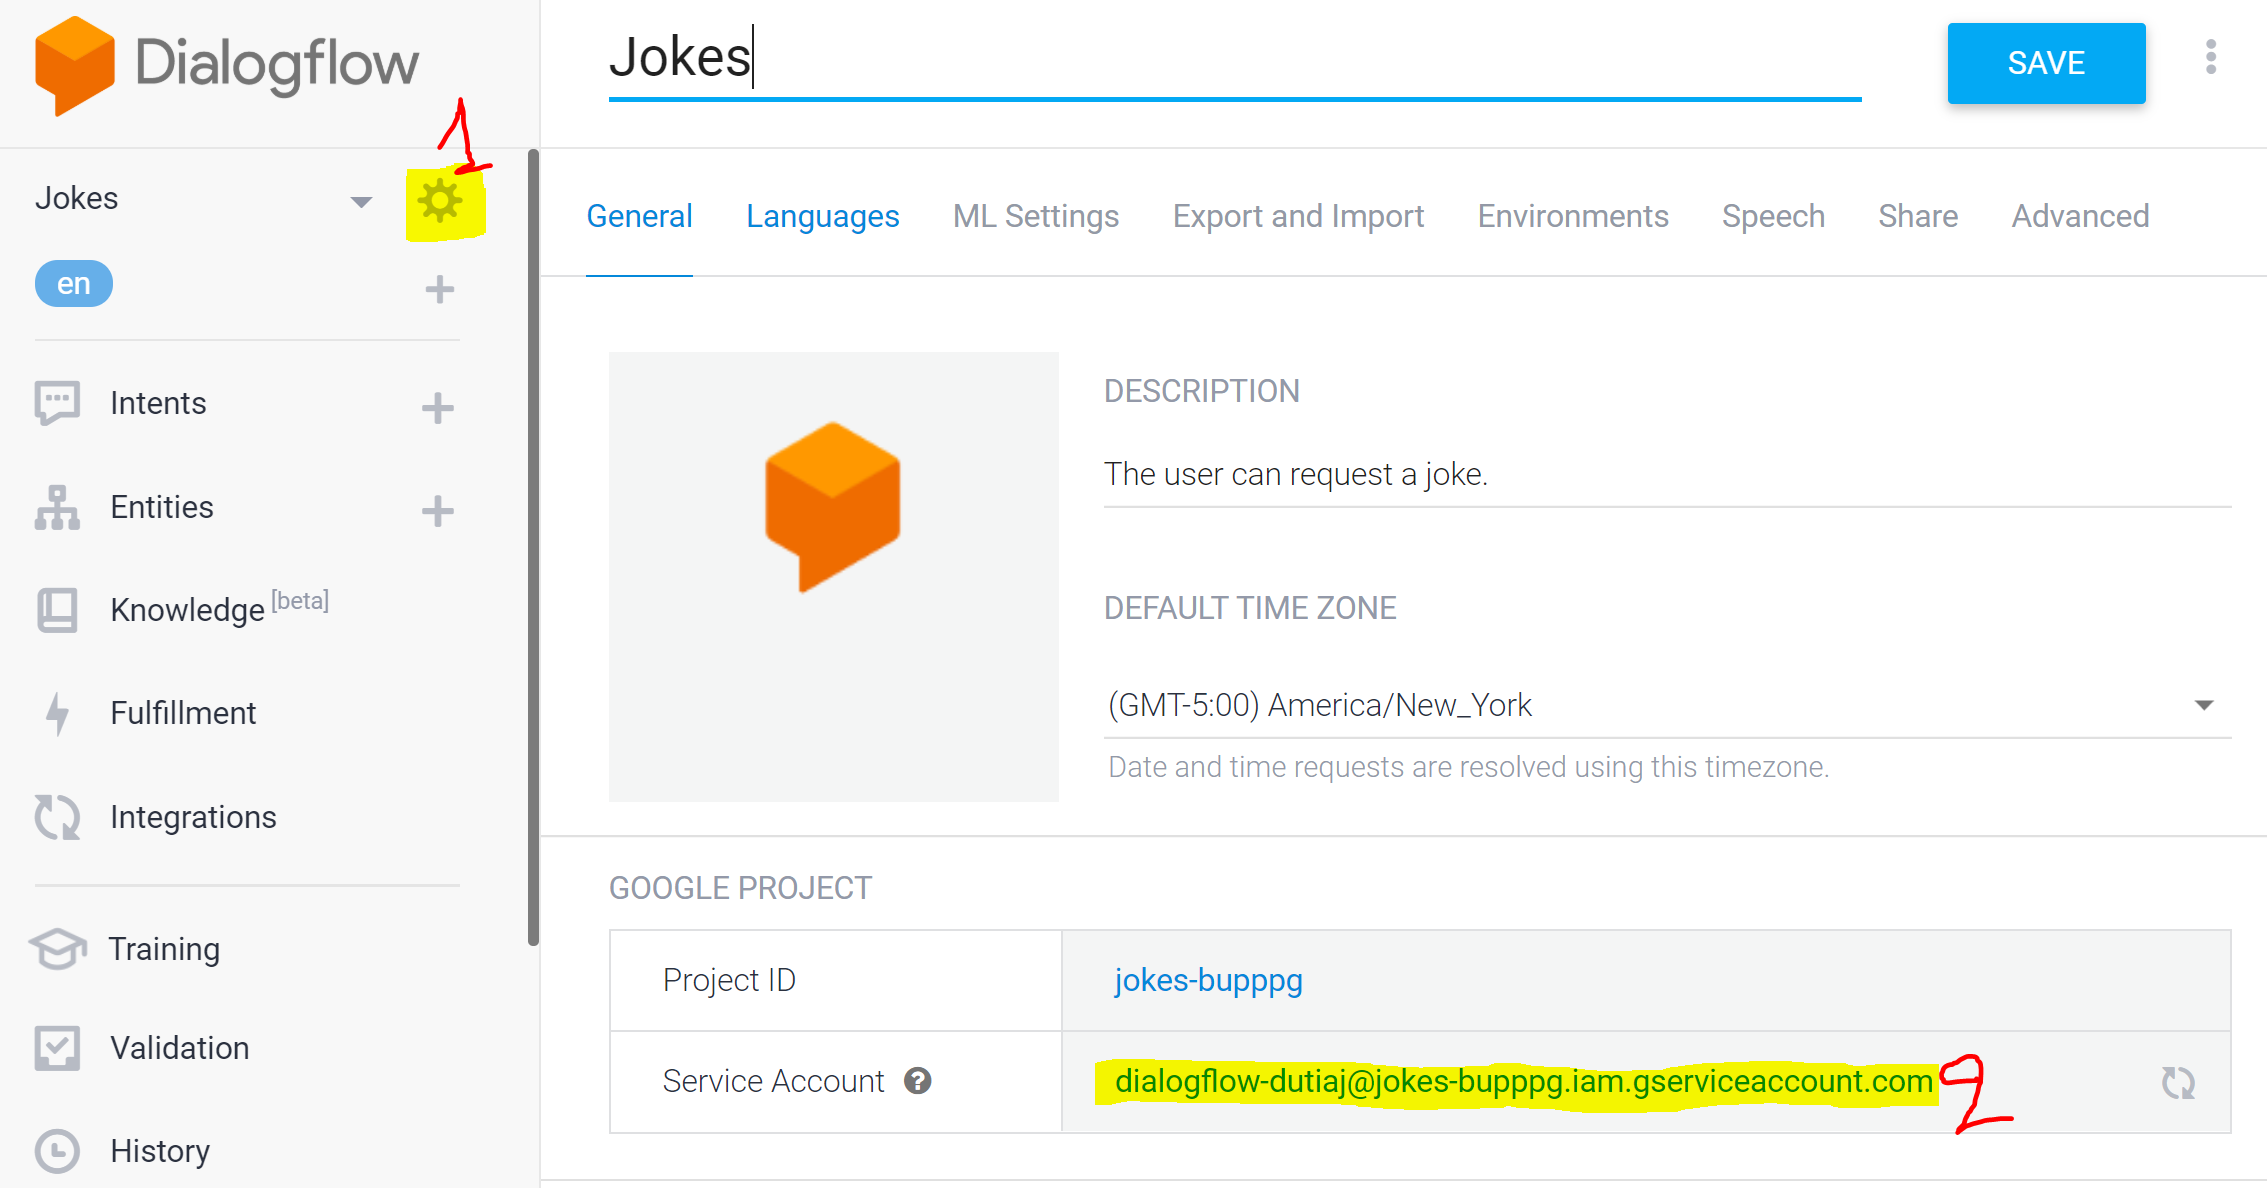 Dialogflow
1
Jokes
en
Intents
Entities
Knowledge [beta]
Fulfillment
Integrations
Training
Validation
History
Jokes
SAVE
General Languages ML Settings Export and Import Environments Speech Share Advanced
DESCRIPTION
The user can request a joke.
DEFAULT TIME ZONE
(GMT-5:00) America/New_York
Date and time requests are resolved using this timezone.
GOOGLE PROJECT
Project ID jokes-bupppg
Service Account ? dialogflow-dutiaj@jokes-bupppg.iam.gserviceaccount.com 2